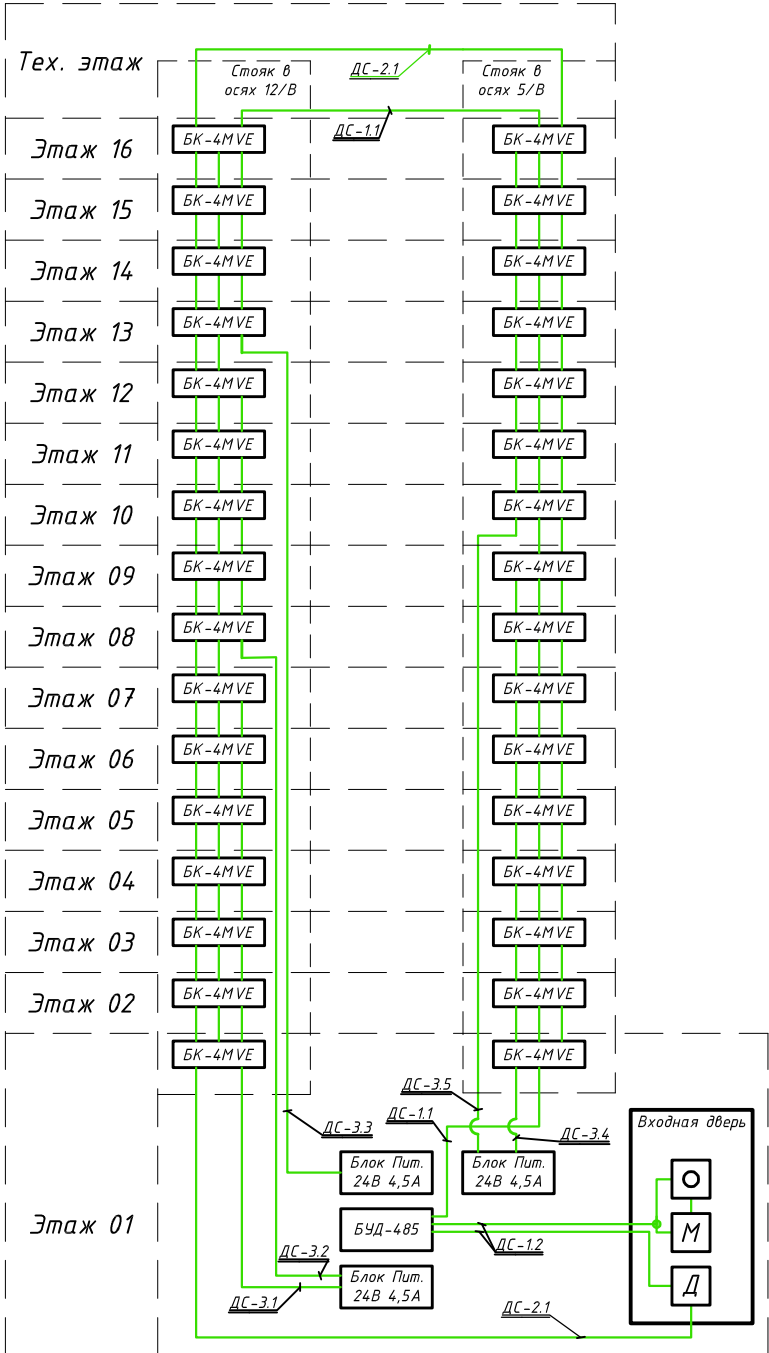 Тех. этаж
Стояк в
осях 12/В
ДС-2.1
Стояк в
осях 5/В
ДС-1.1
Этаж 16
БК-4MVE
БК-4MVE
Этаж 15
БК-4MVE
БК-4MVE
Этаж 14
БК-4MVE
БК-4MVE
Этаж 13
БК-4MVE
БК-4MVE
Этаж 12
БК-4MVE
БК-4MVE
Этаж 11
БК-4MVE
БК-4MVE
Этаж 10
БК-4MVE
БК-4MVE
Этаж 09
БК-4MVE
БК-4MVE
Этаж 08
БК-4MVE
БК-4MVE
Этаж 07
БК-4MVE
БК-4MVE
Этаж 06
БК-4MVE
БК-4MVE
Этаж 05
БК-4MVE
БК-4MVE
Этаж 04
БК-4MVE
БК-4MVE
Этаж 03
БК-4MVE
БК-4MVE
Этаж 02
БК-4MVE
БК-4MVE
БК-4MVE
БК-4MVE
ДС-3.5
ДС-1.1
ДС-3.3
ДС-3.4
Входная дверь
Блок Пит.
24В 4,5А
Блок Пит.
24В 4,5А
Этаж 01
БУД-485
ДС-1.2
М
ДС-3.2
Блок Пит.
24В 4,5А
ДС-3.1
Д
ДС-2.1